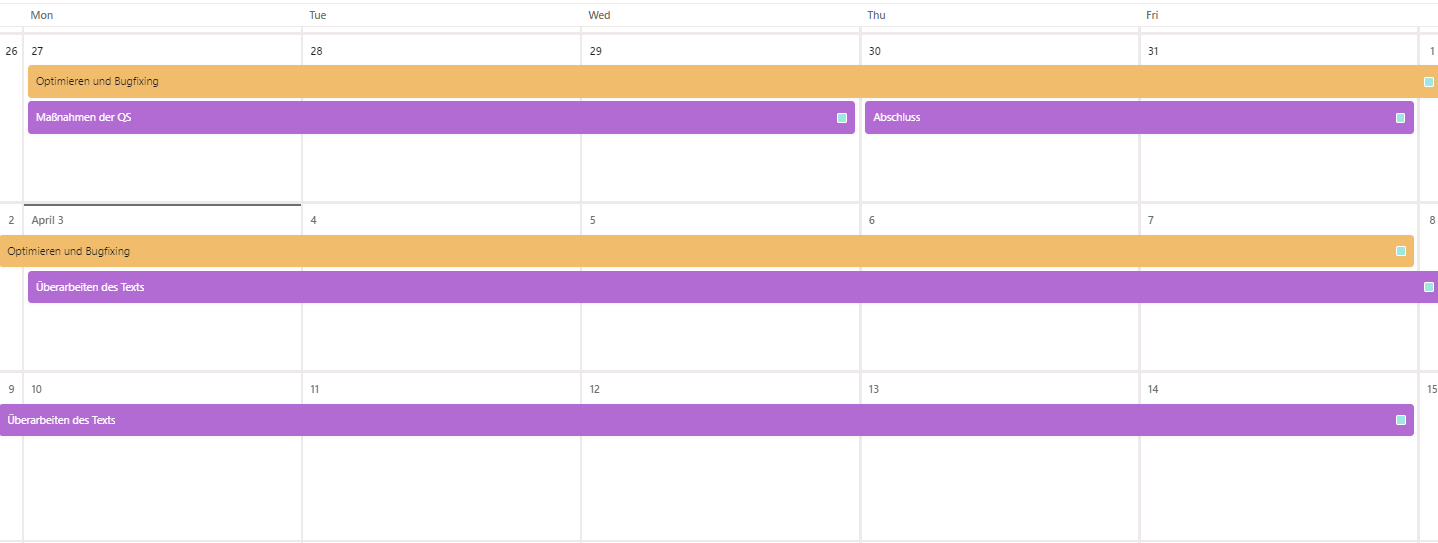 Mon Tue Wed Thu Fri
26 27 28 29 30 31 1
Optimieren und Bugfixing
Maßnahmen der QS Abschluss
2 April 3 4 5 6 7 8
Optimieren und Bugfixing
Überarbeiten des Texts
9 10 11 12 13 14 15
Überarbeiten des Texts